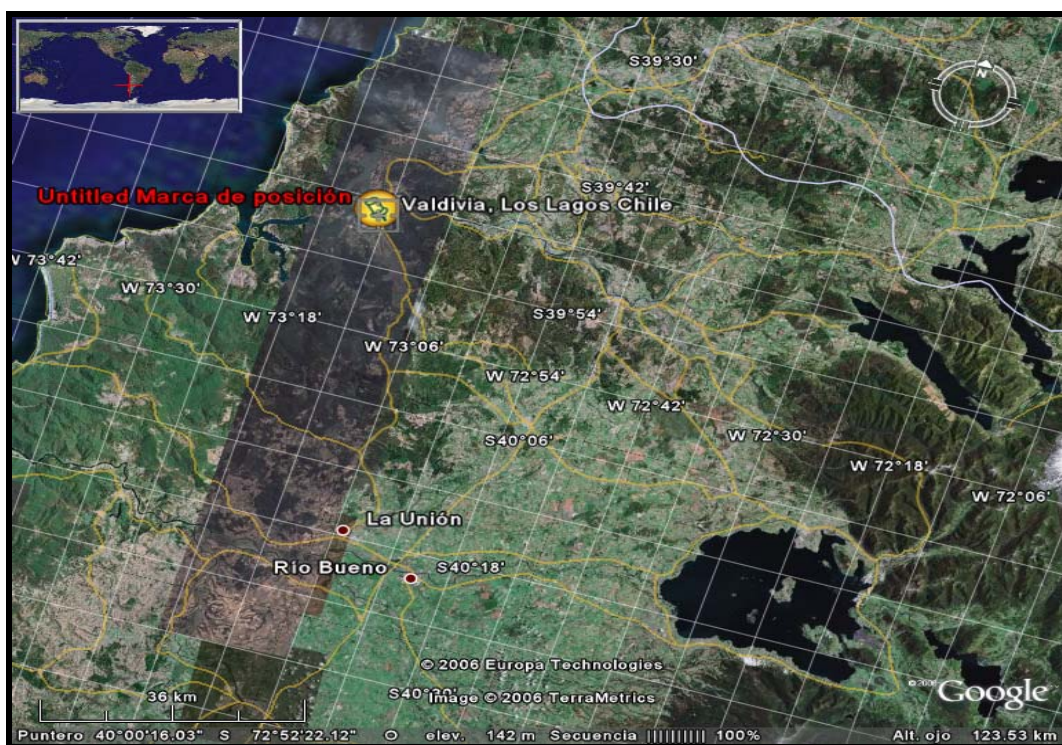 S39°30'
N
S39°42'
Untitled Marca de posición
Valdivia, Los Lagos Chile
W 73°42'
W 73°30'
W 73°18'
S39°54'
W 73°06'
W 72°54'
W 72°42'
S40°06'
W 72°30'
W 72°18'
W 72°06'
La Unión
Río Bueno
S40°18'
© 2006 Europa Technologies
Image © 2006 TerraMetrics
36 km
© 2006 Google
Puntero 40°00'16.03" S 72°52'22.12" O elev. 142 m Secuencia |||||||||| 100% Alt. ojo 123.53 km